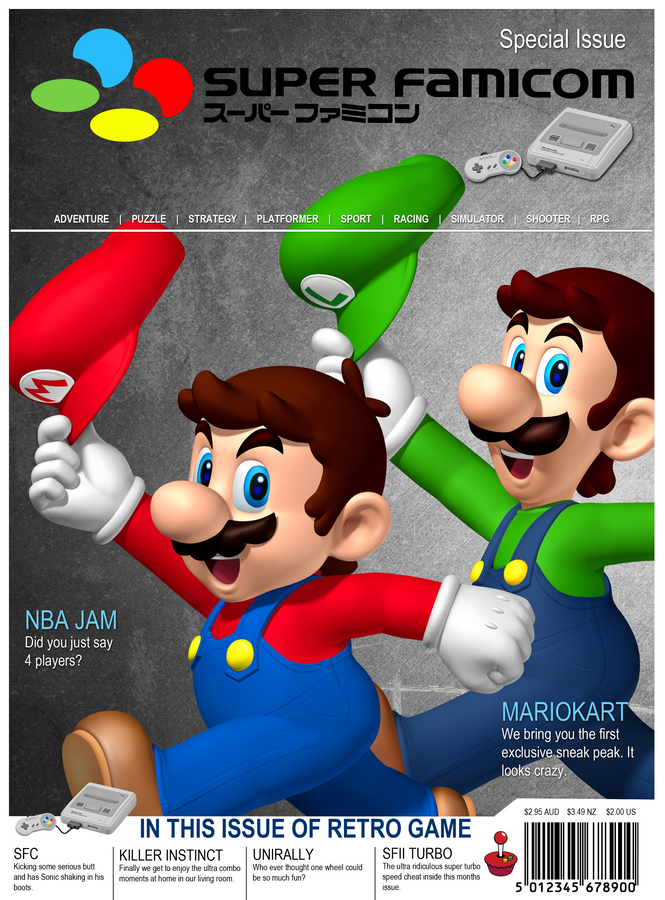 Special Issue
SUPER FAMICOM
スーパーファミコン
ADVENTURE | PUZZLE | STRATEGY | PLATFORMER | SPORT | RACING | SIMULATOR | SHOOTER | RPG
L
M
NBA JAM
Did you just say
4 players?
MARIOKART
We bring you the first
exclusive sneak peak. It
looks crazy.
$2.95 AUD $3.49 NZ $2.00 US
IN THIS ISSUE OF RETRO GAME
SFC
Kicking some serious butt
and has Sonic shaking in his
boots.
KILLER INSTINCT
Finally we get to enjoy the ultra combo
moments at home in our living room.
UNIRALLY
Who ever thought one wheel could
be so much fun?
SFII TURBO
The ultra ridiculous super turbo
speed cheat inside this months
issue.
5 012345 678900